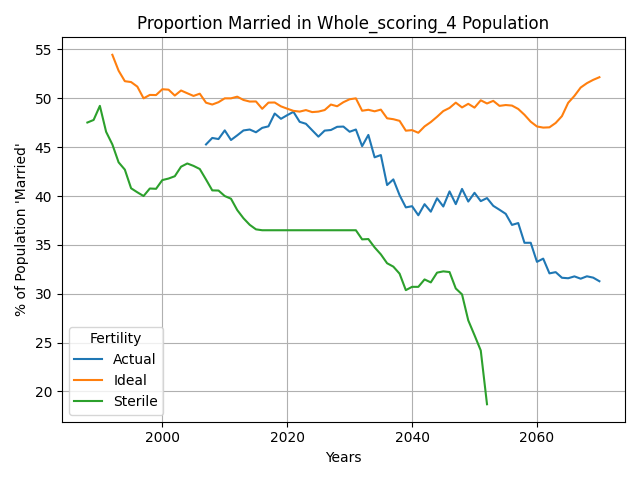 Proportion Married in Whole_scoring_4 Population
% of Population 'Married'
55
50
45
40
35
30
25
20
Fertility
Actual
Ideal
Sterile
2000 2020 2040 2060
Years